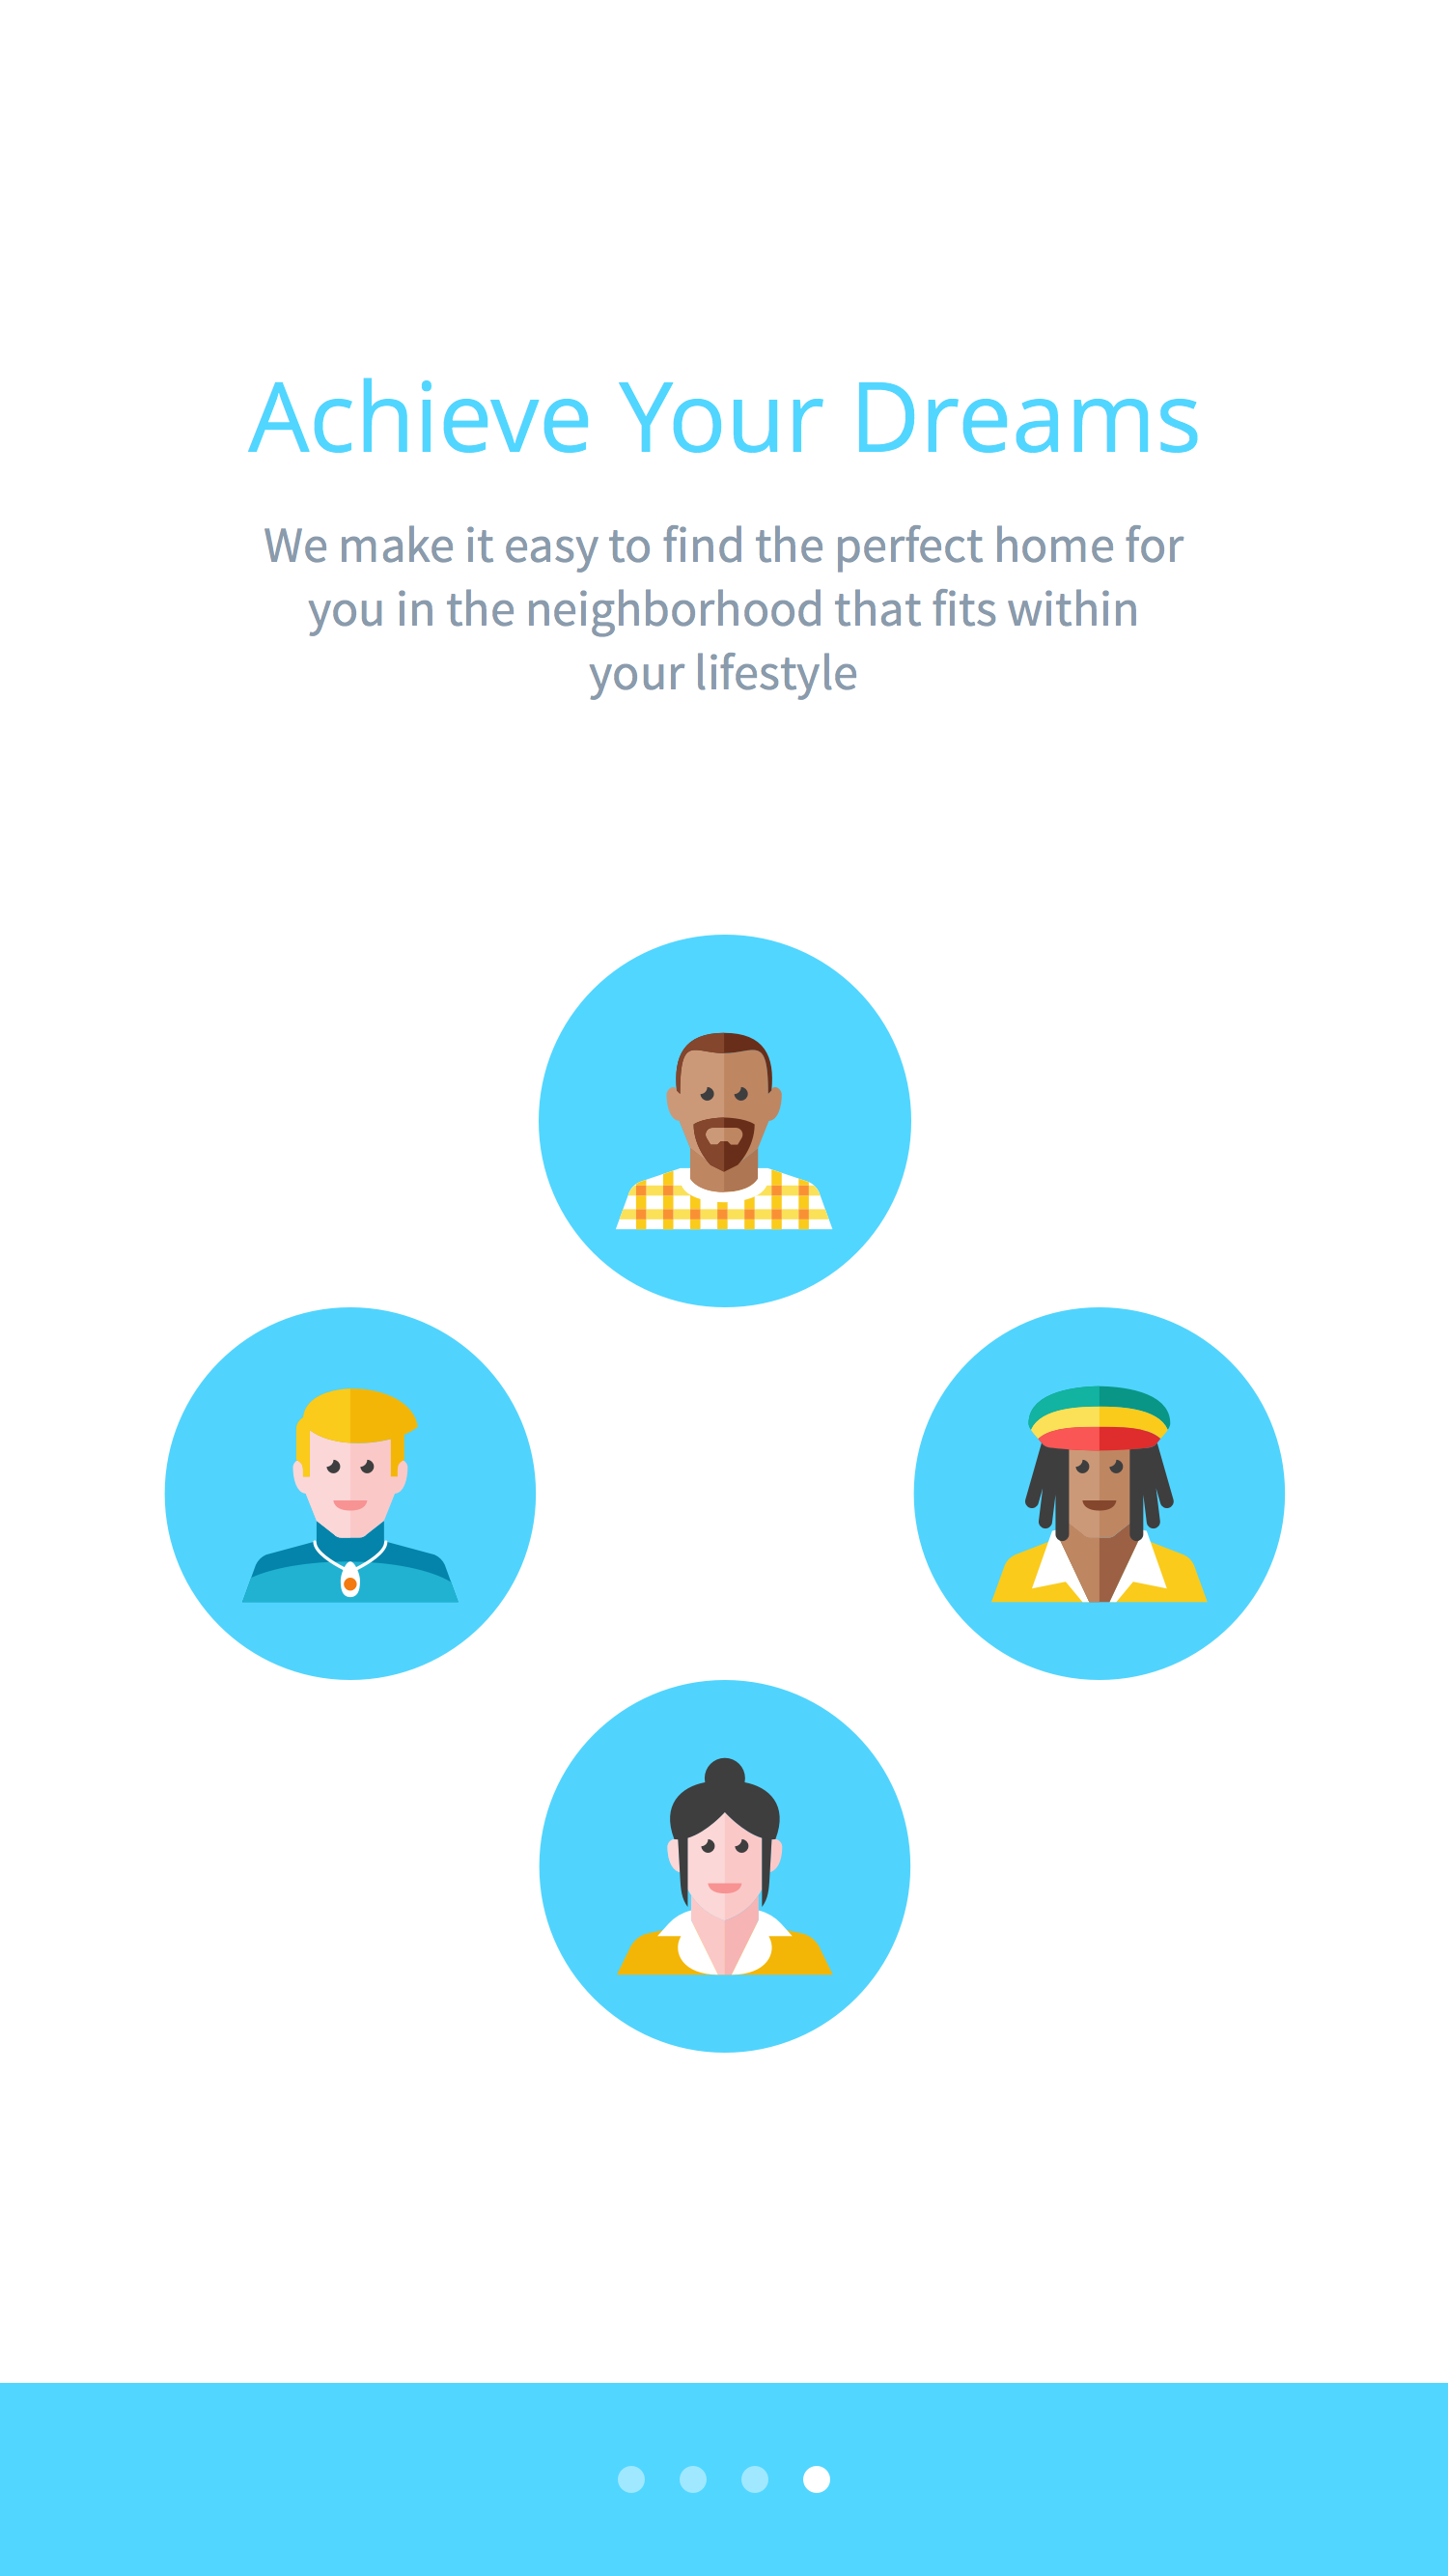 Achieve Your Dreams
We make it easy to find the perfect home for
you in the neighborhood that fits within
your lifestyle